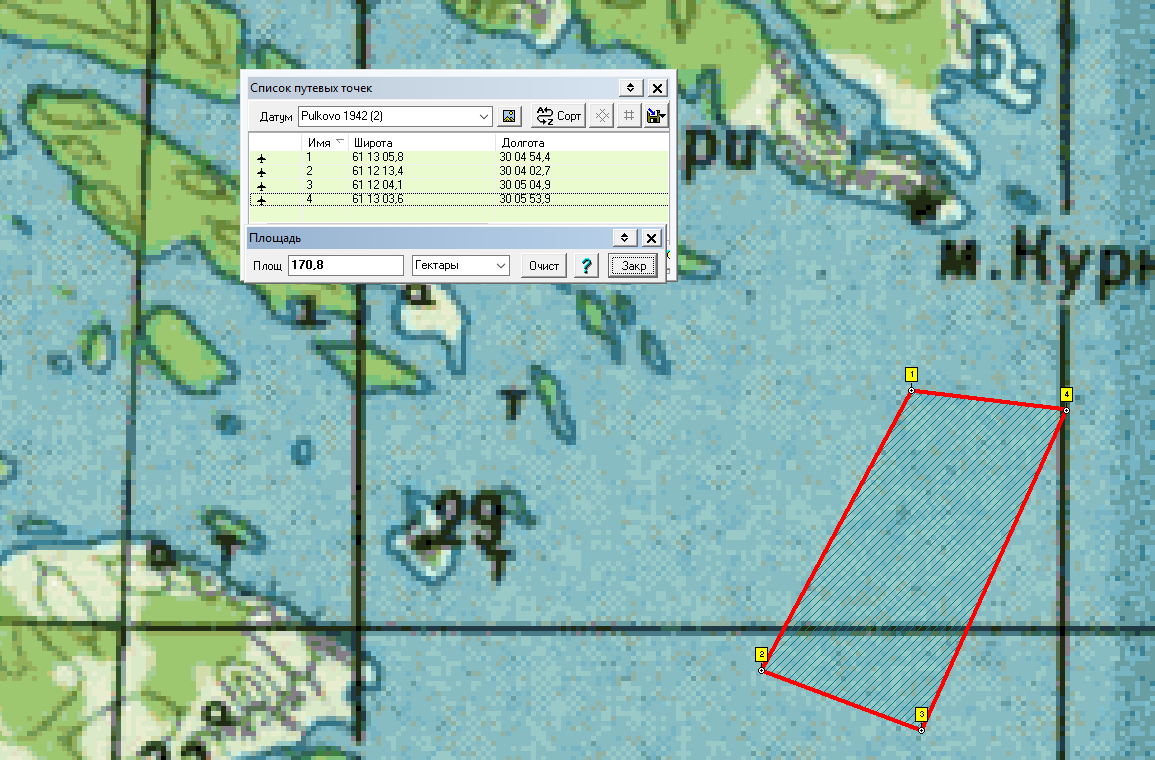 Список путевых точек
Датум Pulkovo 1942 (2) Сорт
Имя Широта Долгота
1 61 13 05,8 30 04 54,4
2 61 12 13,4 30 04 02,7
3 61 12 04,1 30 05 04,9
4 61 13 03,6 30 05 53,9
Площадь
Площ 170,8 Гектары Очист ? Закр
ри
м.Курн
1
а
т
29
т
1
4
2
3